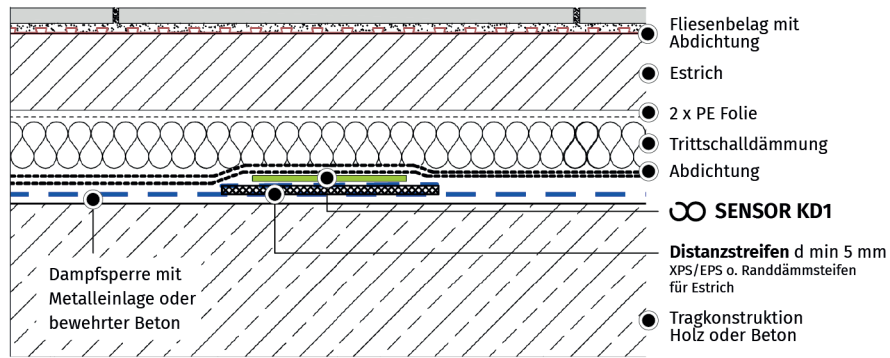 Fliesenbelag mit
Abdichtung
Estrich
2 x PE Folie
Trittschalldämmung
Abdichtung
SENSOR KD1
Distanzstreifen d min 5 mm
XPS/EPS o. Randdämmsteifen
für Estrich
Tragkonstruktion
Holz oder Beton
Dampfsperre mit
Metalleinlage oder
bewehrter Beton